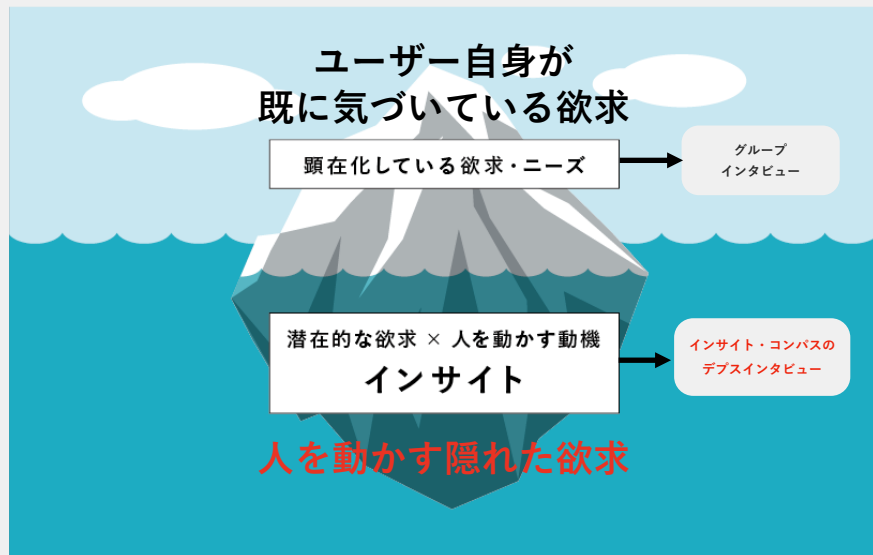 ユーザー自身が
既に気づいている欲求
顕在化している欲求・ニーズ
グループ
インタビュー
潜在的な欲求 × 人を動かす動機
インサイト
インサイト・コンパスの
デプスインタビュー
人を動かす隠れた欲求